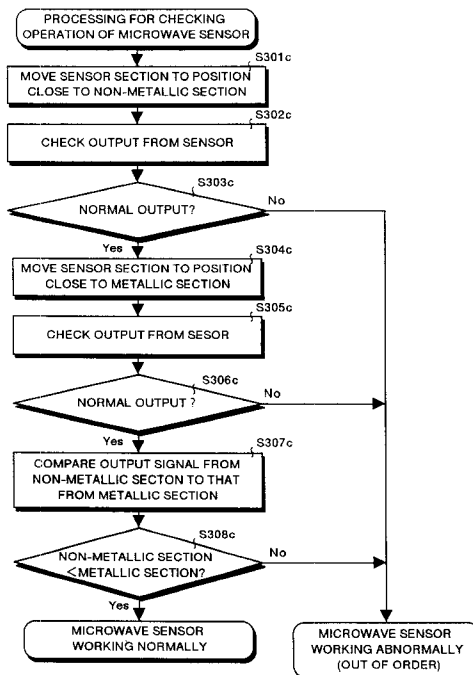 PROCESSING FOR CHECKING
OPERATION OF MICROWAVE SENSOR
S301c
MOVE SENSOR SECTION TO POSITION
CLOSE TO NON-METALLIC SECTION
S302c
CHECK OUTPUT FROM SENSOR
S303c
NORMAL OUTPUT?
No
Yes
S304c
MOVE SENSOR SECTION TO POSITION
CLOSE TO METALLIC SECTION
S305c
CHECK OUTPUT FROM SESOR
S306c
NORMAL OUTPUT ?
No
Yes
S307c
COMPARE OUTPUT SIGNAL FROM
NON-METALLIC SECTON TO THAT
FROM METALLIC SECTION
S308c
NON-METALLIC SECTION
<METALLIC SECTION?
No
Yes
MICROWAVE SENSOR
WORKING NORMALLY
MICROWAVE SENSOR
WORKING ABNORMALLY
(OUT OF ORDER)